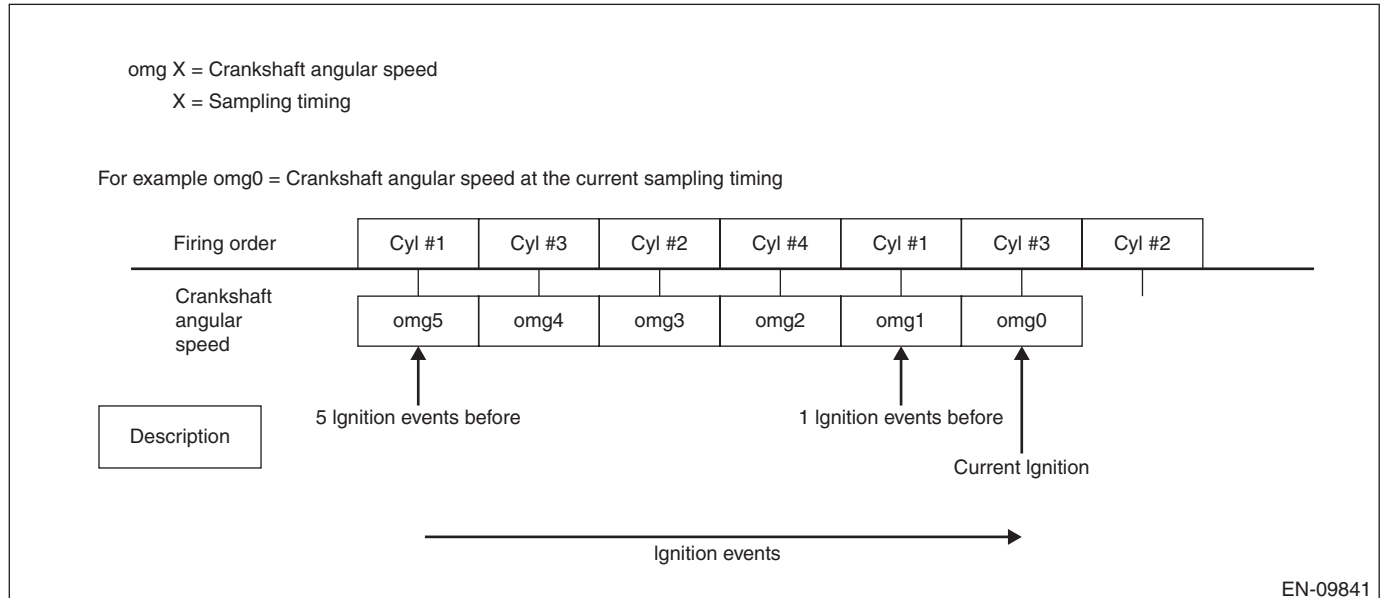 omg X = Crankshaft angular speed
X = Sampling timing
For example omg0 = Crankshaft angular speed at the current sampling timing
Firing order Cyl #1 Cyl #3 Cyl #2 Cyl #4 Cyl #1 Cyl #3 Cyl #2
Crankshaft
angular
speed
omg5 omg4 omg3 omg2 omg1 omg0
5 Ignition events before 1 Ignition events before
Description
Current Ignition
Ignition events
EN-09841